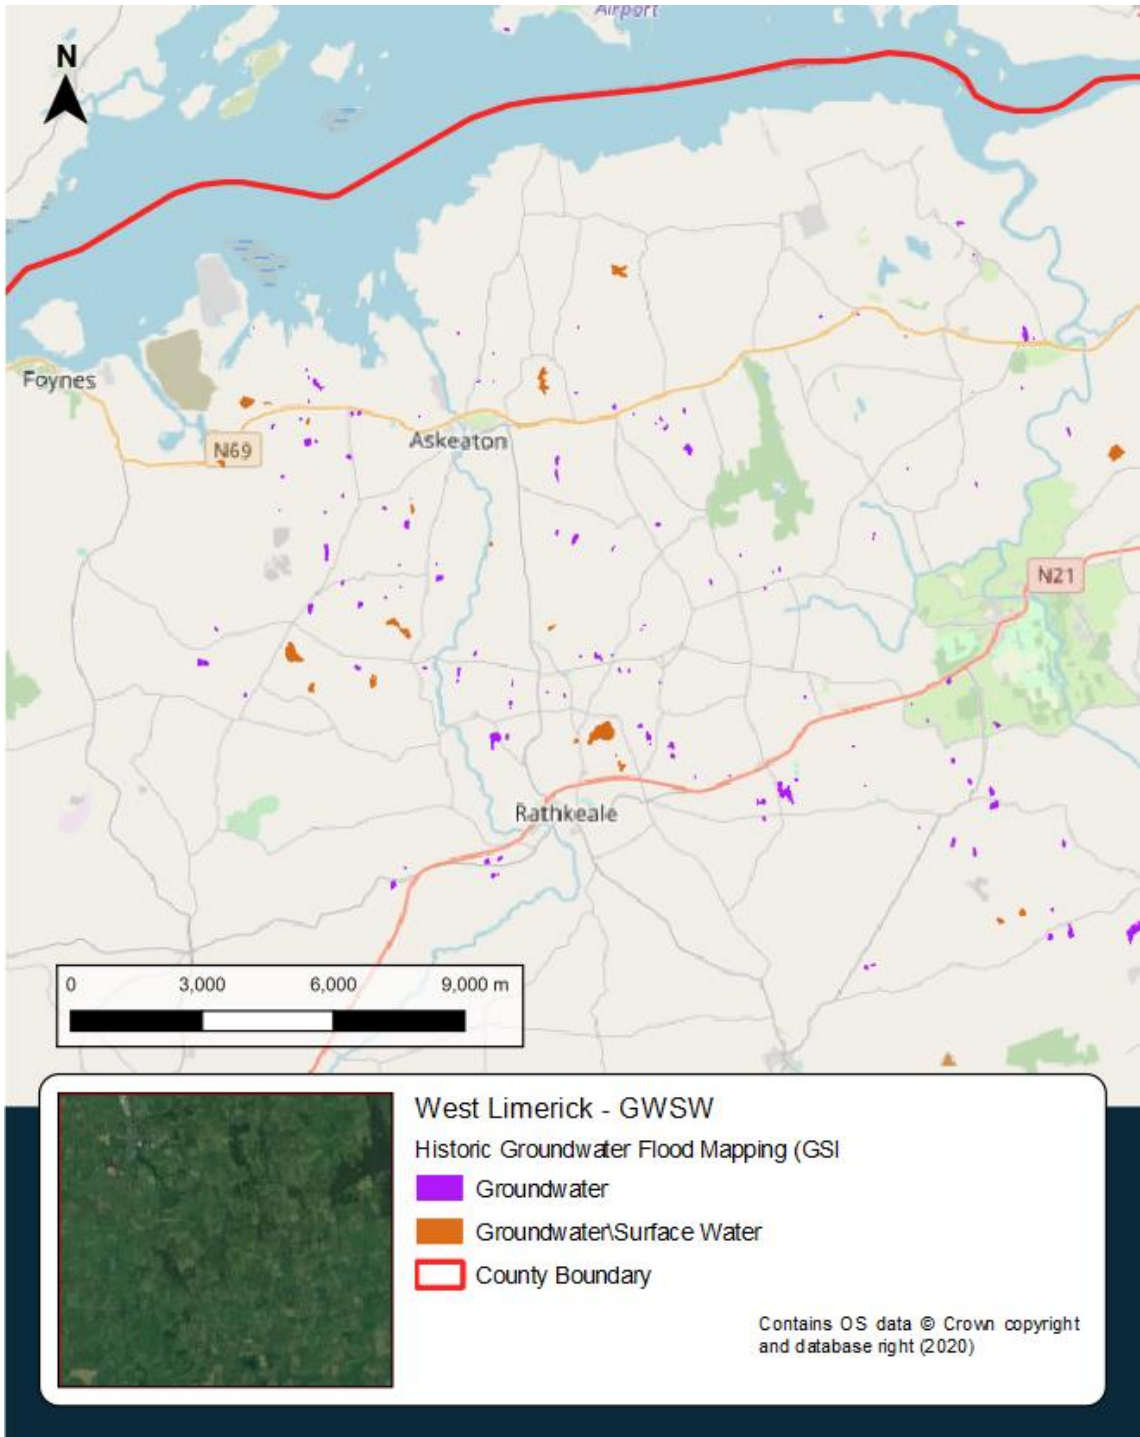 Airport
N
Foynes
N69
Askeaton
N21
Rathkeale
0 3,000 6,000 9,000 m
West Limerick - GWSW
Historic Groundwater Flood Mapping (GSI
Groundwater
Groundwater\Surface Water
County Boundary
Contains OS data © Crown copyright
and database right (2020)